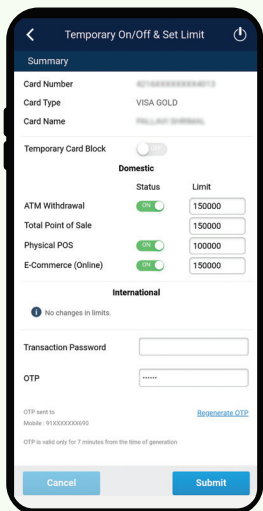 Temporary On/Off & Set Limit
Summary
Card Number
Card Type VISA GOLD
Card Name
Temporary Card Block
Domestic
Status Limit
ATM Withdrawal ON 150000
Total Point of Sale 150000
Physical POS ON 100000
E-Commerce (Online) ON 150000
International
No changes in limits.
Transaction Password
OTP ······
OTP sent to Regenerate OTP
Mobile : 91XXXXXXX690
OTP is valid only for 7 minutes from the time of generation
Cancel Submit